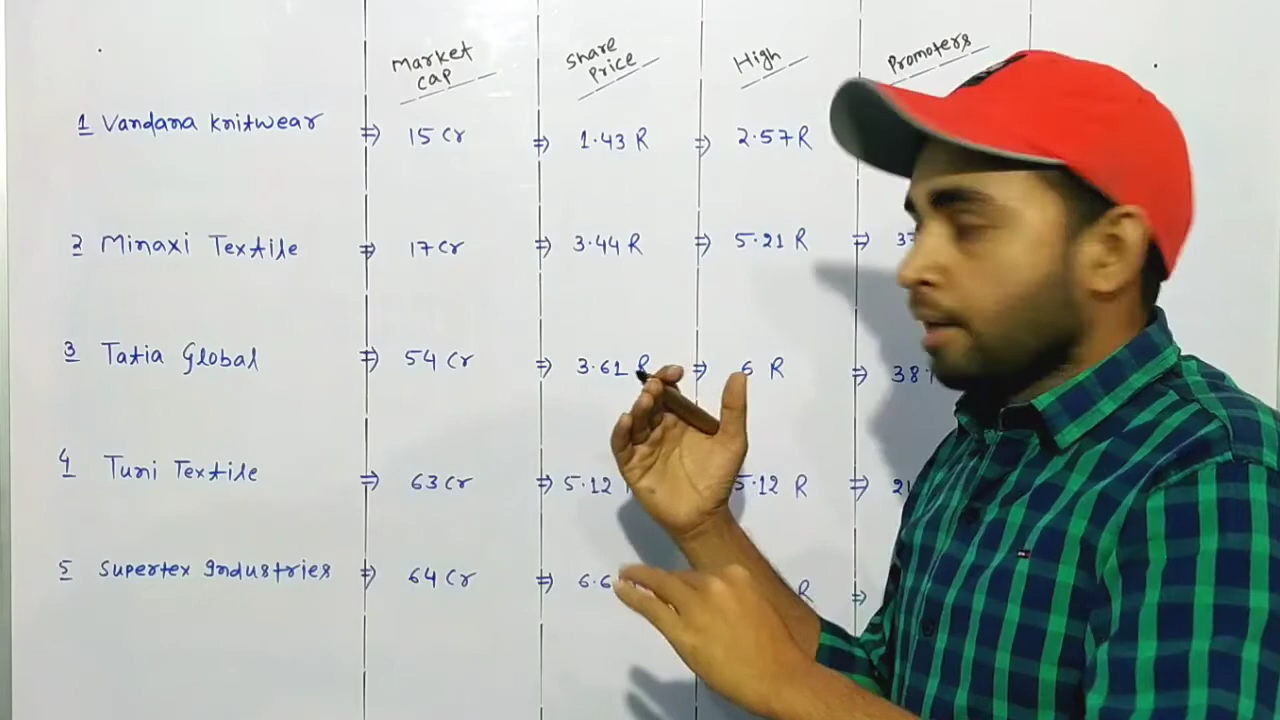 Market Cap Share Price High Promoters
1 Vandana Knitwear ⇒ 15 Cr ⇒ 1.43 R ⇒ 2.57 R
2 Minaxi Textile ⇒ 17 Cr ⇒ 3.44 R ⇒ 5.21 R ⇒
3 Tatia Global ⇒ 54 Cr ⇒ 3.61 R ⇒ 6 R ⇒
4 Tuni Textile ⇒ 63 Cr ⇒ 5.12 ⇒ 5.12 R ⇒
5 Supertex Industries ⇒ 64 Cr ⇒ R ⇒